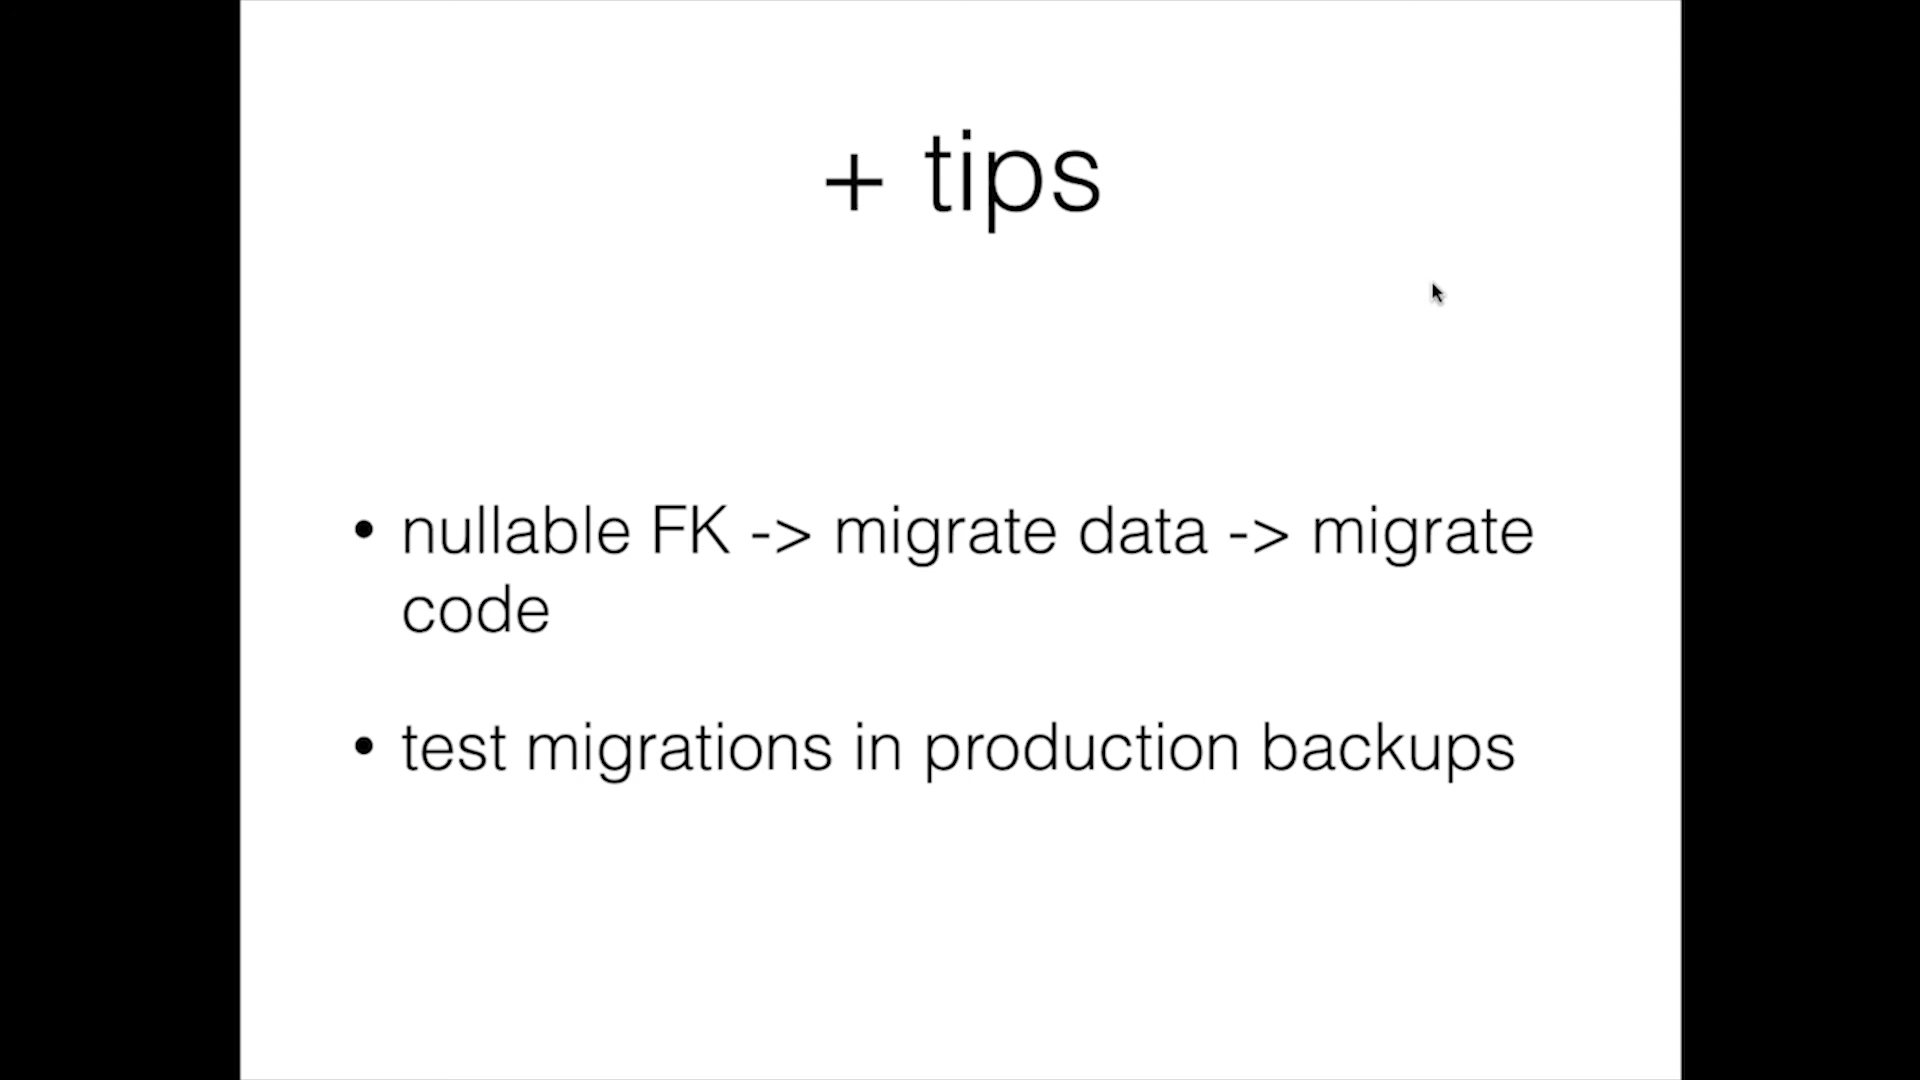 + tips
• nullable FK -> migrate data -> migrate
code
• test migrations in production backups